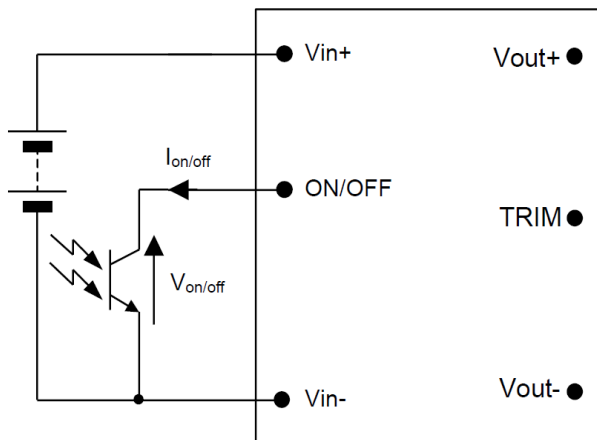 Vin+
Vout+
Ion/off
ON/OFF
TRIM
Von/off
Vin-
Vout-